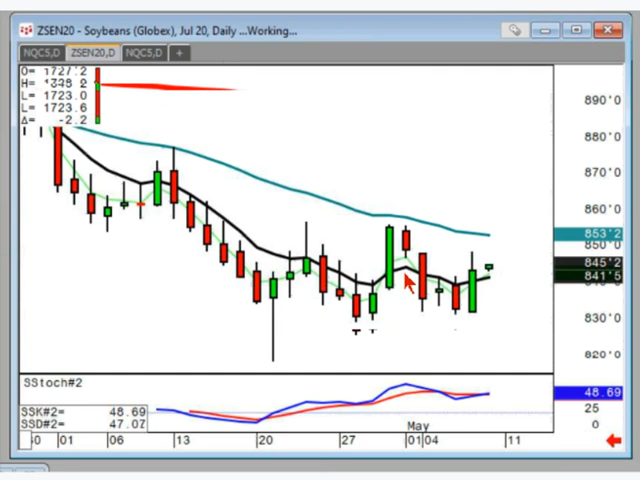 ZSEN20 - Soybeans (Globex), Jul 20, Daily ...Working...
NQC5,D ZSEN20,D NQC5,D +
L= 1723.0
L= 1723.6
Δ= -2.2
890'0
880'0
870'0
860'0
853'2
850'0
845'2
841'5
830'0
820'0
SStoch#2
SSK#2= 48.69
SSD#2= 47.07
48.69
25
0
May
01 06 13 20 27 01 04 11